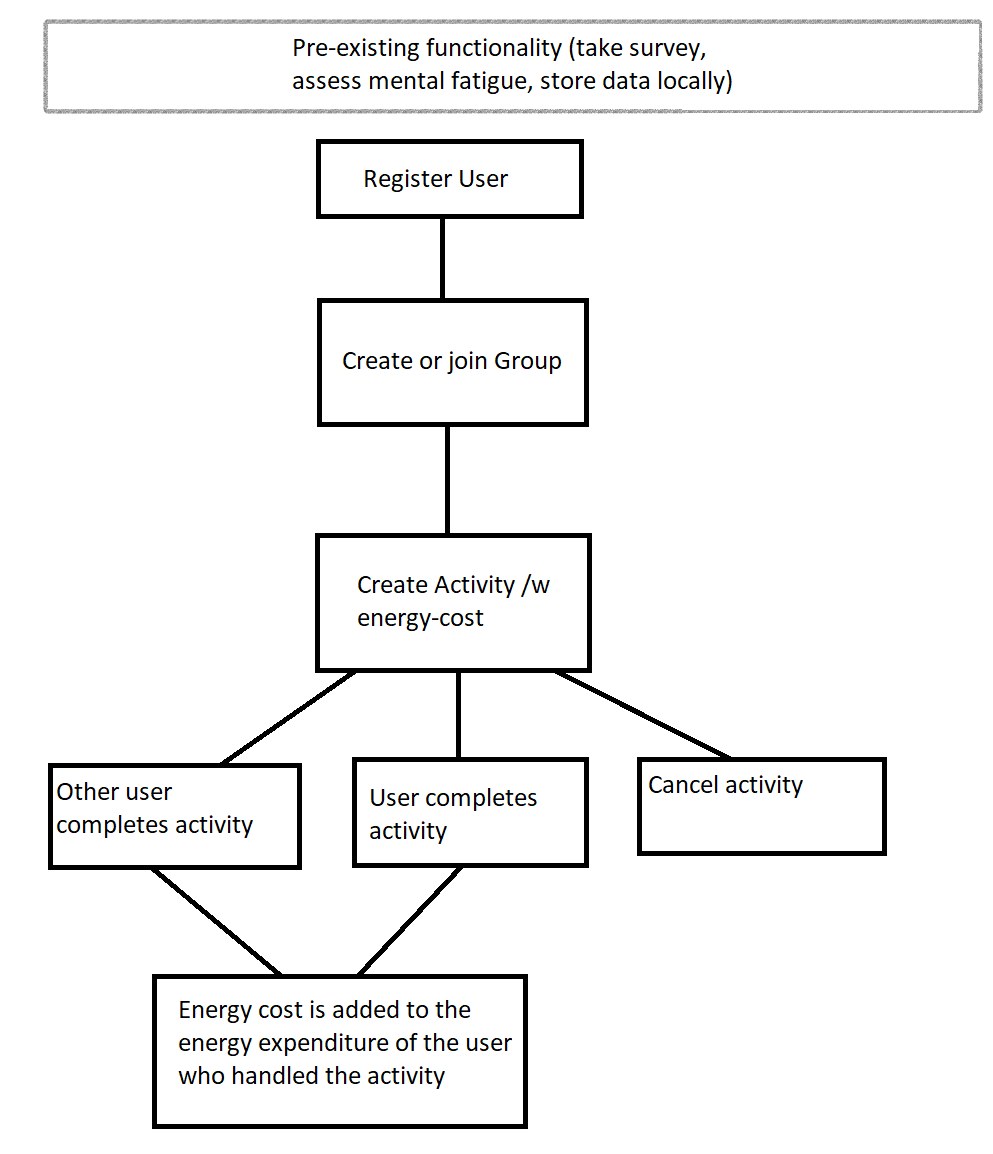 Pre-existing functionality (take survey,
assess mental fatigue, store data locally)
Register User
Create or join Group
Create Activity /w
energy-cost
Other user
completes activity
User completes
activity
Cancel activity
Energy cost is added to the
energy expenditure of the user
who handled the activity